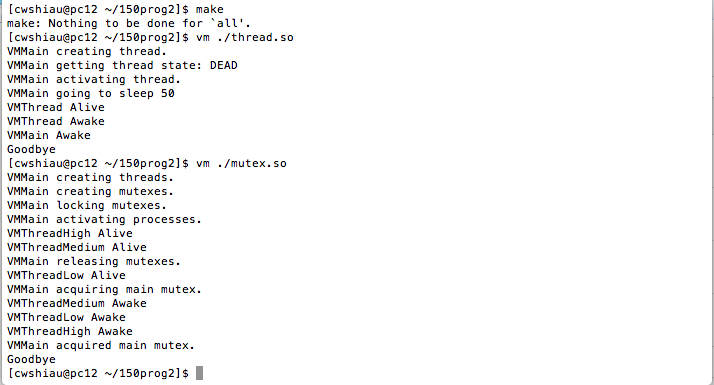 [cwshiau@pc12 ~/150prog2]$ make
make: Nothing to be done for `all'.
[cwshiau@pc12 ~/150prog2]$ vm ./thread.so
VMMain creating thread.
VMMain getting thread state: DEAD
VMMain activating thread.
VMMain going to sleep 50
VMThread Alive
VMThread Awake
VMMain Awake
Goodbye
[cwshiau@pc12 ~/150prog2]$ vm ./mutex.so
VMMain creating threads.
VMMain creating mutexes.
VMMain locking mutexes.
VMMain activating processes.
VMThreadHigh Alive
VMThreadMedium Alive
VMMain releasing mutexes.
VMThreadLow Alive
VMMain acquiring main mutex.
VMThreadMedium Awake
VMThreadLow Awake
VMThreadHigh Awake
VMMain acquired main mutex.
Goodbye
[cwshiau@pc12 ~/150prog2]$